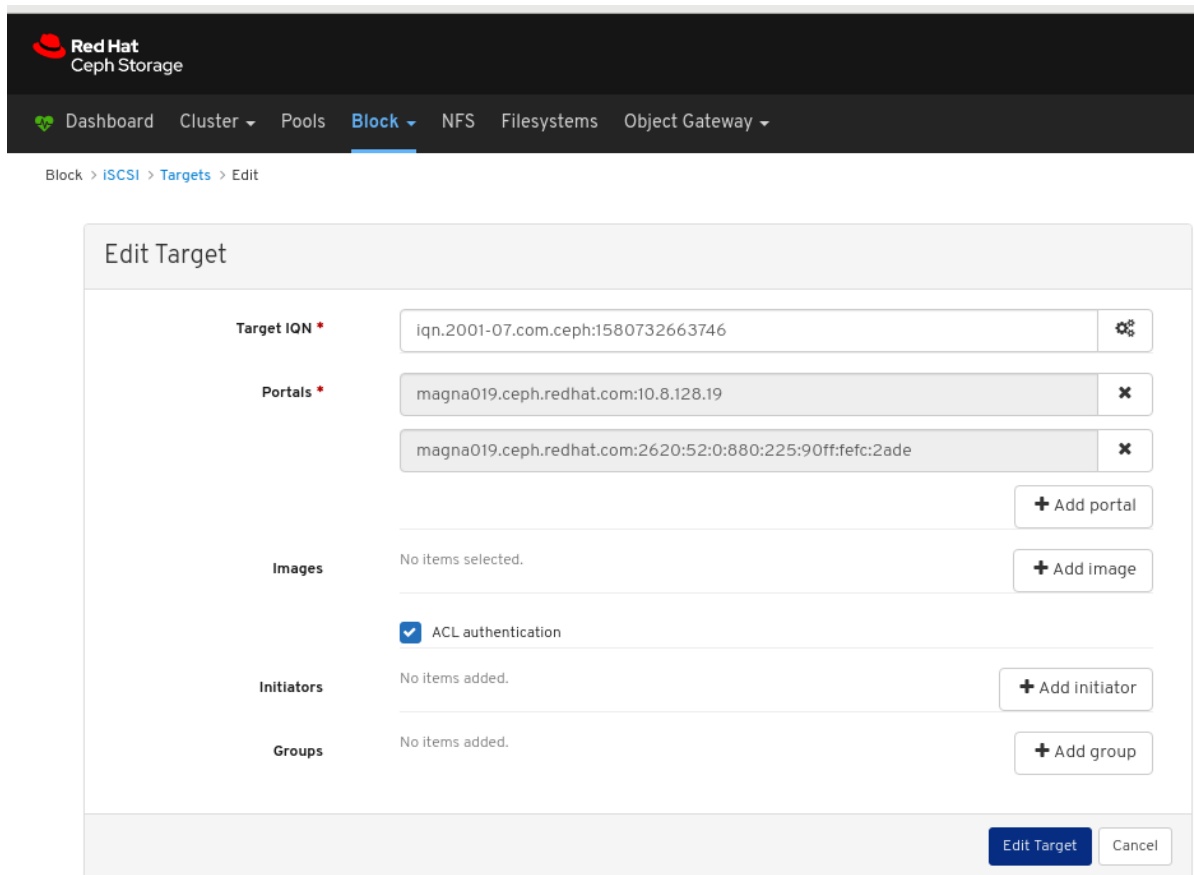 Red Hat
Ceph Storage
Dashboard Cluster Pools Block NFS Filesystems Object Gateway
Block > iSCSI > Targets > Edit
Edit Target
Target IQN * iqn.2001-07.com.ceph:1580732663746
Portals * magna019.ceph.redhat.com:10.8.128.19
magna019.ceph.redhat.com:2620:52:0:880:225:90ff:fefc:2ade
Add portal
Images No items selected. Add image
ACL authentication
Initiators No items added. Add initiator
Groups No items added. Add group
Edit Target Cancel